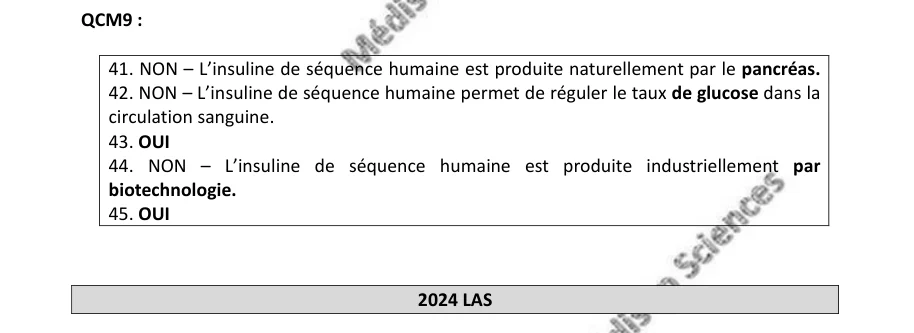 QCM9 :
41. NON – L’insuline de séquence humaine est produite naturellement par le pancréas.
42. NON – L’insuline de séquence humaine permet de réguler le taux de glucose dans la
circulation sanguine.
43. OUI
44. NON – L’insuline de séquence humaine est produite industriellement par
biotechnologie.
45. OUI
Sciences
2024 LAS